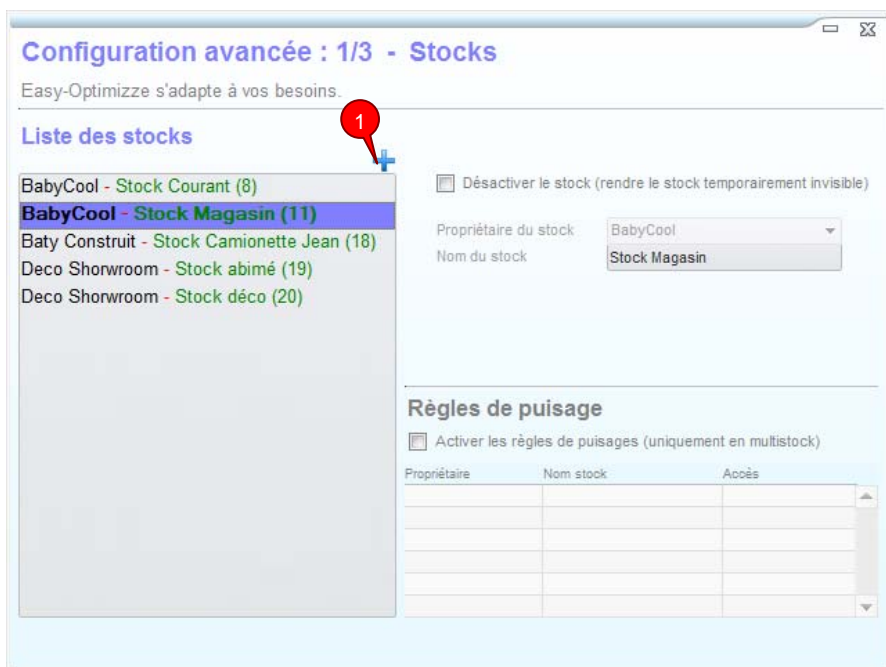 Configuration avancée : 1/3 - Stocks
Easy-Optimizze s'adapte à vos besoins.
Liste des stocks
1
BabyCool - Stock Courant (8)
BabyCool - Stock Magasin (11)
Baty Construit - Stock Camionette Jean (18)
Deco Shorwroom - Stock abimé (19)
Deco Shorwroom - Stock déco (20)
Désactiver le stock (rendre le stock temporairement invisible)
Propriétaire du stock BabyCool
Nom du stock Stock Magasin
Règles de puisage
Activer les règles de puisages (uniquement en multistock)
Propriétaire Nom stock Accès